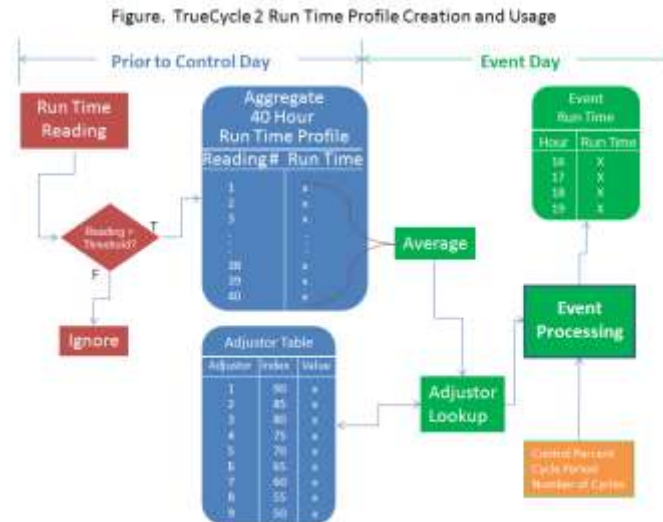 Figure. TrueCycle 2 Run Time Profile Creation and Usage
Prior to Control Day
Event Day
Run Time
Reading
Reading >
Threshold?
T
F
Ignore
Aggregate
40 Hour
Run Time Profile
Reading # Run Time
1 x
2 x
3 x
. .
. .
. .
38 x
39 x
40 x
Adjustor Table
Adjustor Index Value
1 90 x
2 85 x
3 80 x
4 75 x
5 70 x
6 65 x
7 60 x
8 55 x
9 50 x
Average
Adjustor
Lookup
Event
Run Time
Hour Run Time
16 X
17 X
18 X
19 X
Event
Processing
Control Percent
Cycle Period
Number of Cycles